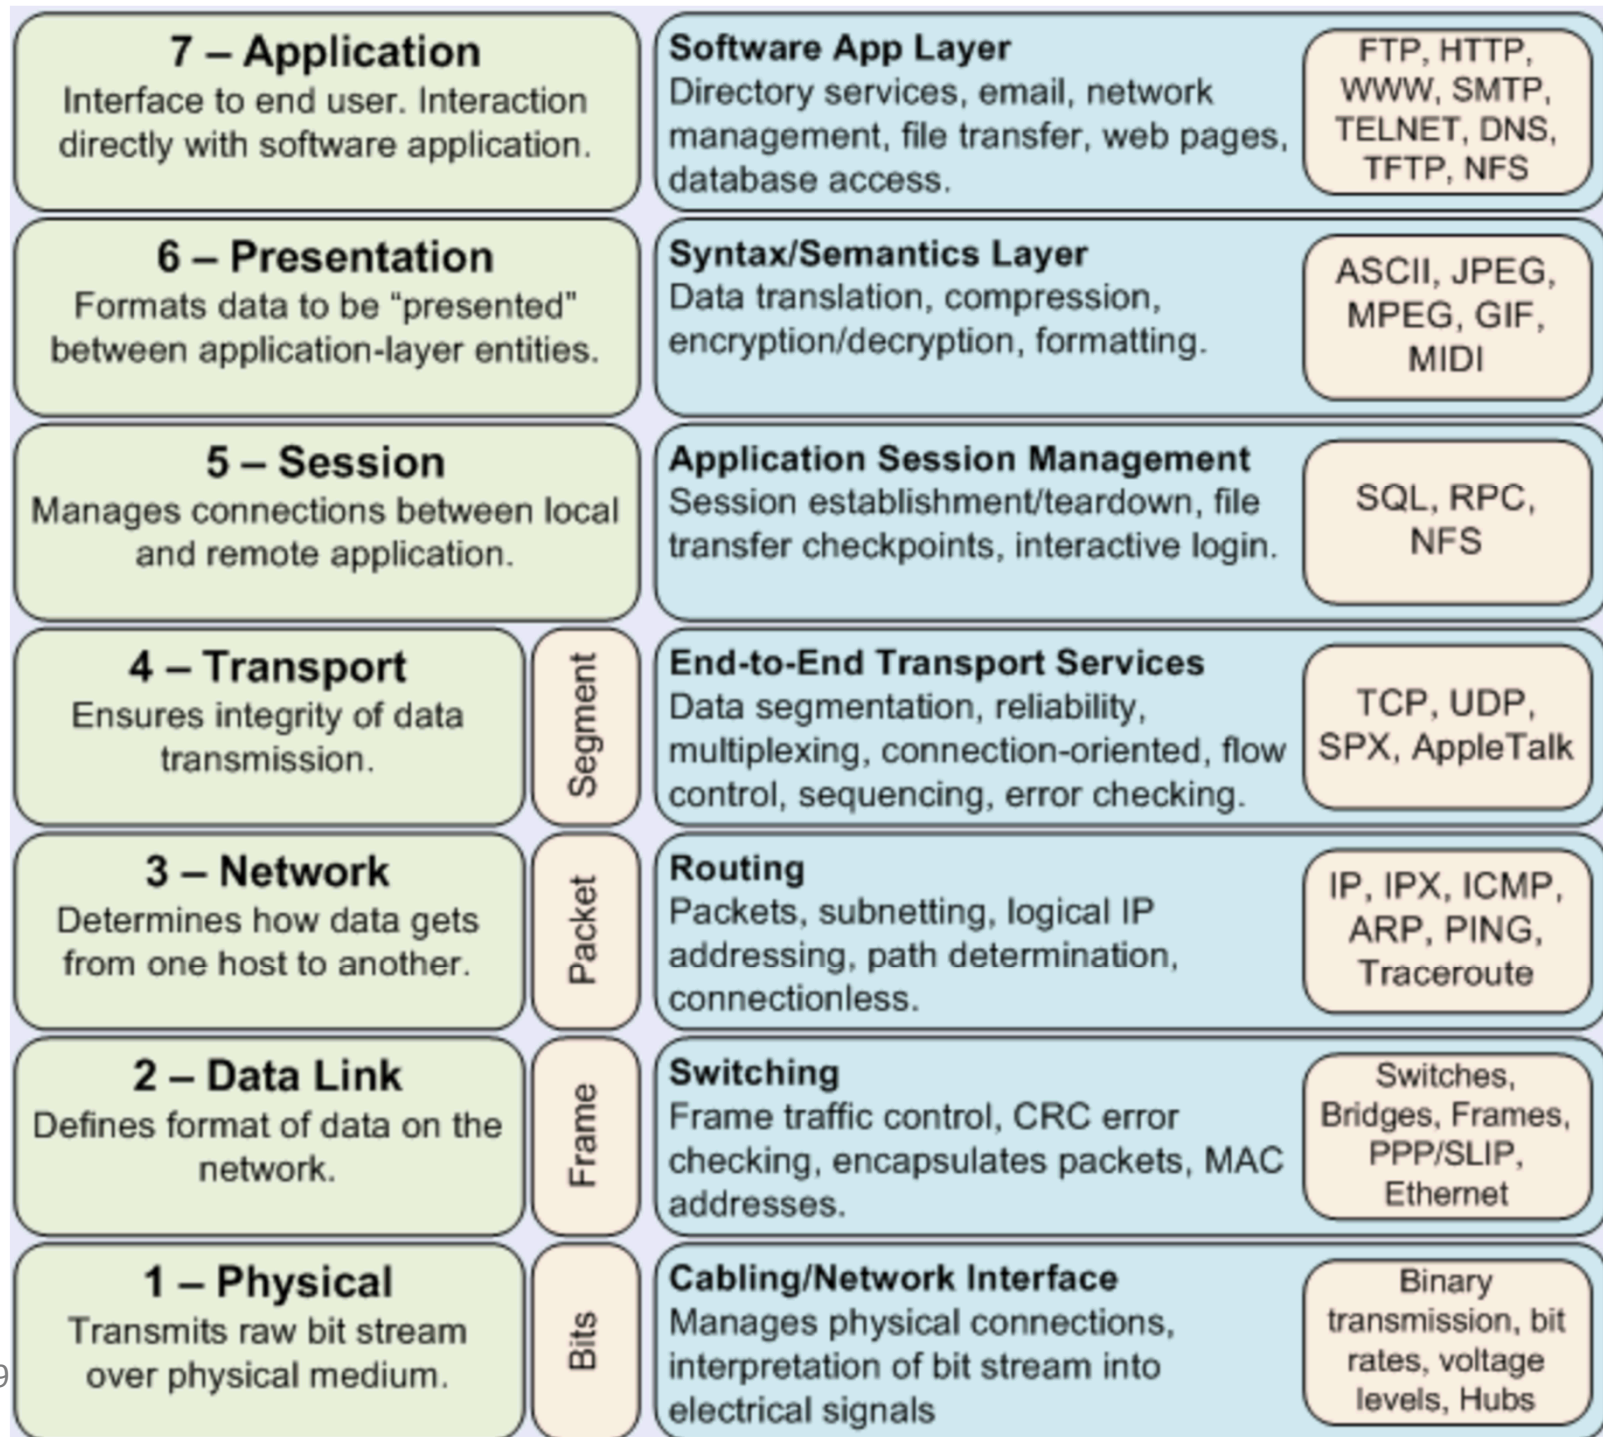 7 – Application
Interface to end user. Interaction
directly with software application.
Software App Layer
Directory services, email, network
management, file transfer, web pages,
database access.
FTP, HTTP,
WWW, SMTP,
TELNET, DNS,
TFTP, NFS
6 – Presentation
Formats data to be “presented”
between application-layer entities.
Syntax/Semantics Layer
Data translation, compression,
encryption/decryption, formatting.
ASCII, JPEG,
MPEG, GIF,
MIDI
5 – Session
Manages connections between local
and remote application.
Application Session Management
Session establishment/teardown, file
transfer checkpoints, interactive login.
SQL, RPC,
NFS
4 – Transport
Ensures integrity of data
transmission.
Segment
End-to-End Transport Services
Data segmentation, reliability,
multiplexing, connection-oriented, flow
control, sequencing, error checking.
TCP, UDP,
SPX, AppleTalk
3 – Network
Determines how data gets
from one host to another.
Packet
Routing
Packets, subnetting, logical IP
addressing, path determination,
connectionless.
IP, IPX, ICMP,
ARP, PING,
Traceroute
2 – Data Link
Defines format of data on the
network.
Frame
Switching
Frame traffic control, CRC error
checking, encapsulates packets, MAC
addresses.
Switches,
Bridges, Frames,
PPP/SLIP,
Ethernet
1 – Physical
Transmits raw bit stream
over physical medium.
Bits
Cabling/Network Interface
Manages physical connections,
interpretation of bit stream into
electrical signals
Binary
transmission, bit
rates, voltage
levels, Hubs
9